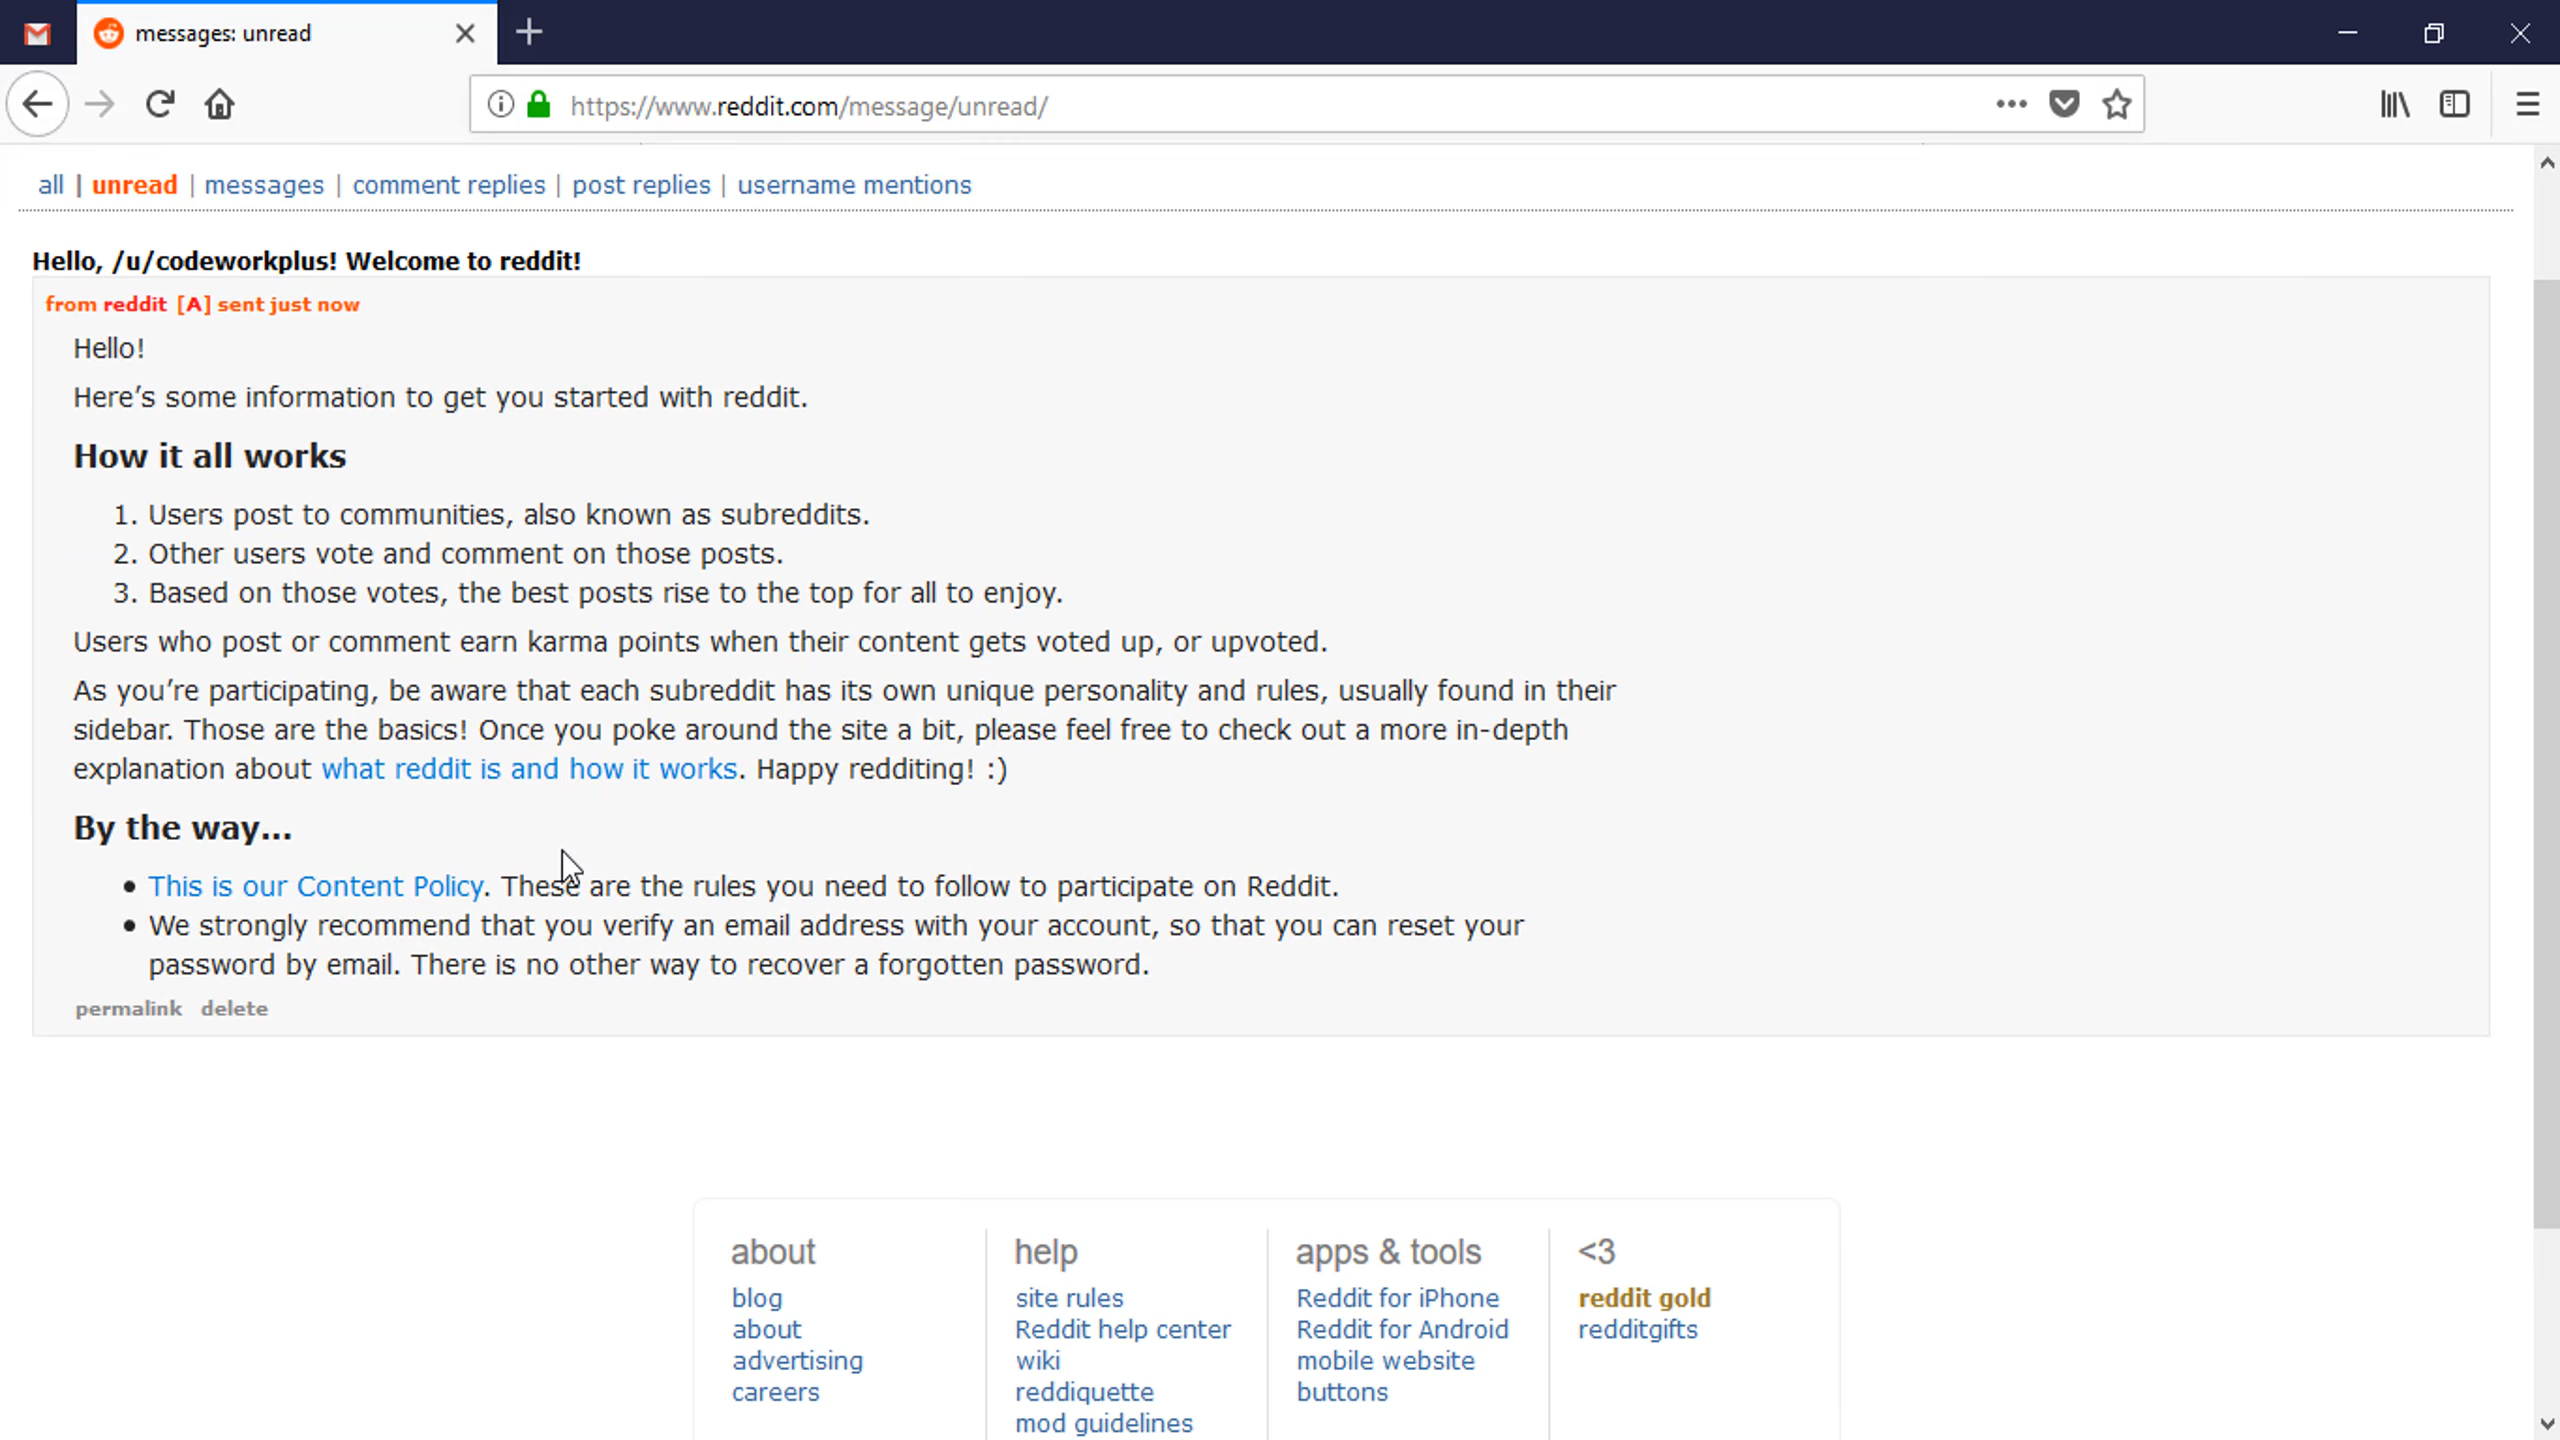 messages: unread
https://www.reddit.com/message/unread/
all | unread | messages | comment replies | post replies | username mentions
Hello, /u/codeworkplus! Welcome to reddit!
from reddit [A] sent just now
Hello!
Here's some information to get you started with reddit.
How it all works
1. Users post to communities, also known as subreddits.
2. Other users vote and comment on those posts.
3. Based on those votes, the best posts rise to the top for all to enjoy.
Users who post or comment earn karma points when their content gets voted up, or upvoted.
As you're participating, be aware that each subreddit has its own unique personality and rules, usually found in their
sidebar. Those are the basics! Once you poke around the site a bit, please feel free to check out a more in-depth
explanation about what reddit is and how it works. Happy redditing! :)
By the way...
• This is our Content Policy. These are the rules you need to follow to participate on Reddit.
• We strongly recommend that you verify an email address with your account, so that you can reset your
password by email. There is no other way to recover a forgotten password.
permalink delete
about
blog
about
advertising
careers
help
site rules
Reddit help center
wiki
reddiquette
mod guidelines
apps & tools
Reddit for iPhone
Reddit for Android
mobile website
buttons
<3
reddit gold
redditgifts